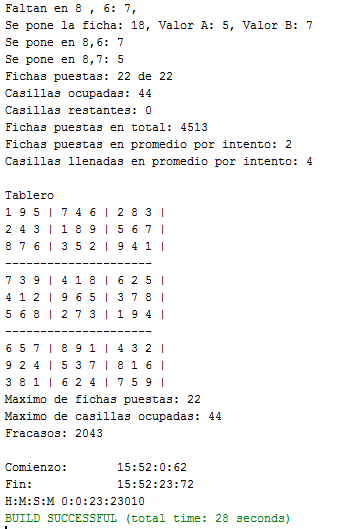 Faltan en 8 , 6: 7,
Se pone la ficha: 18, Valor A: 5, Valor B: 7
Se pone en 8,6: 7
Se pone en 8,7: 5
Fichas puestas: 22 de 22
Casillas ocupadas: 44
Casillas restantes: 0
Fichas puestas en total: 4513
Fichas puestas en promedio por intento: 2
Casillas llenadas en promedio por intento: 4
Tablero
1 9 5 | 7 4 6 | 2 8 3 |
2 4 3 | 1 8 9 | 5 6 7 |
8 7 6 | 3 5 2 | 9 4 1 |
---------------------
7 3 9 | 4 1 8 | 6 2 5 |
4 1 2 | 9 6 5 | 3 7 8 |
5 6 8 | 2 7 3 | 1 9 4 |
---------------------
6 5 7 | 8 9 1 | 4 3 2 |
9 2 4 | 5 3 7 | 8 1 6 |
3 8 1 | 6 2 4 | 7 5 9 |
Maximo de fichas puestas: 22
Maximo de casillas ocupadas: 44
Fracasos: 2043
Comienzo: 15:52:0:62
Fin: 15:52:23:72
H:M:S:M 0:0:23:23010
BUILD SUCCESSFUL (total time: 28 seconds)